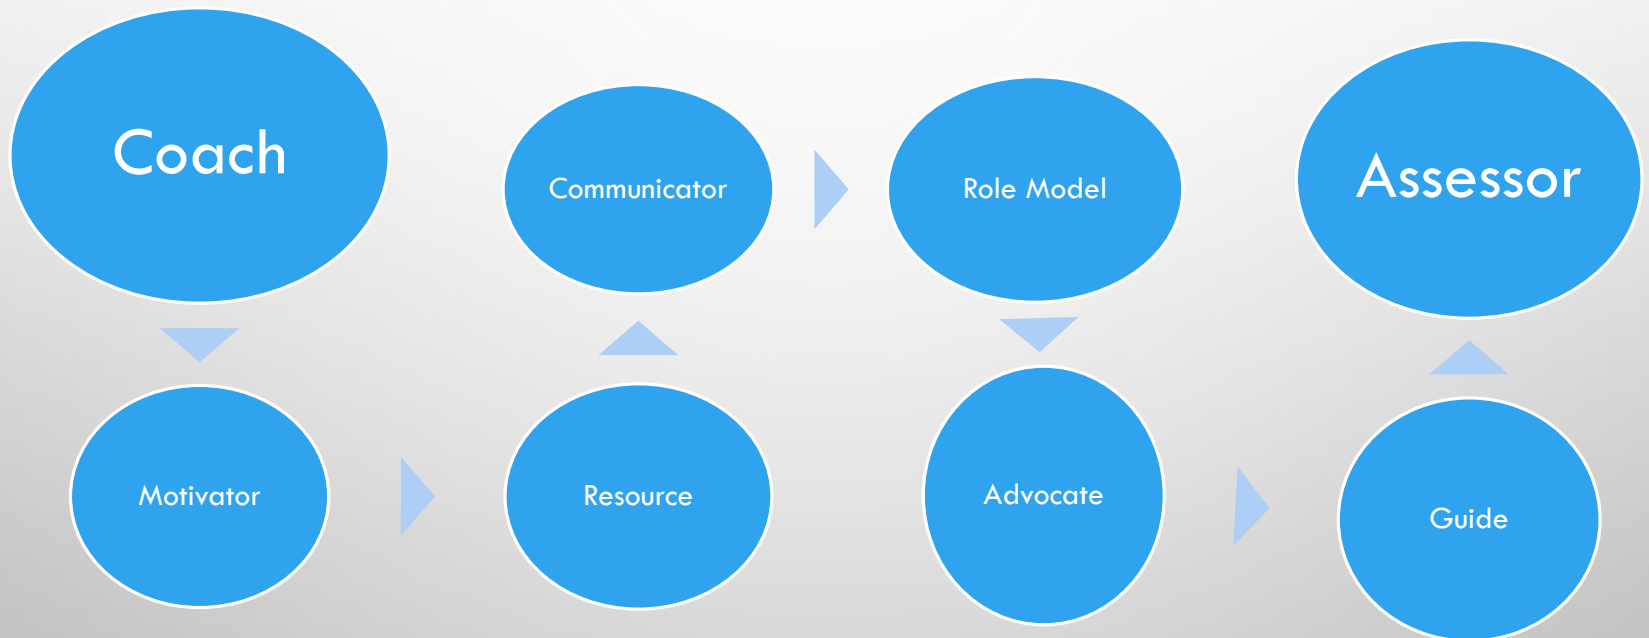 Coach
Motivator
Resource
Communicator
Role Model
Advocate
Guide
Assessor